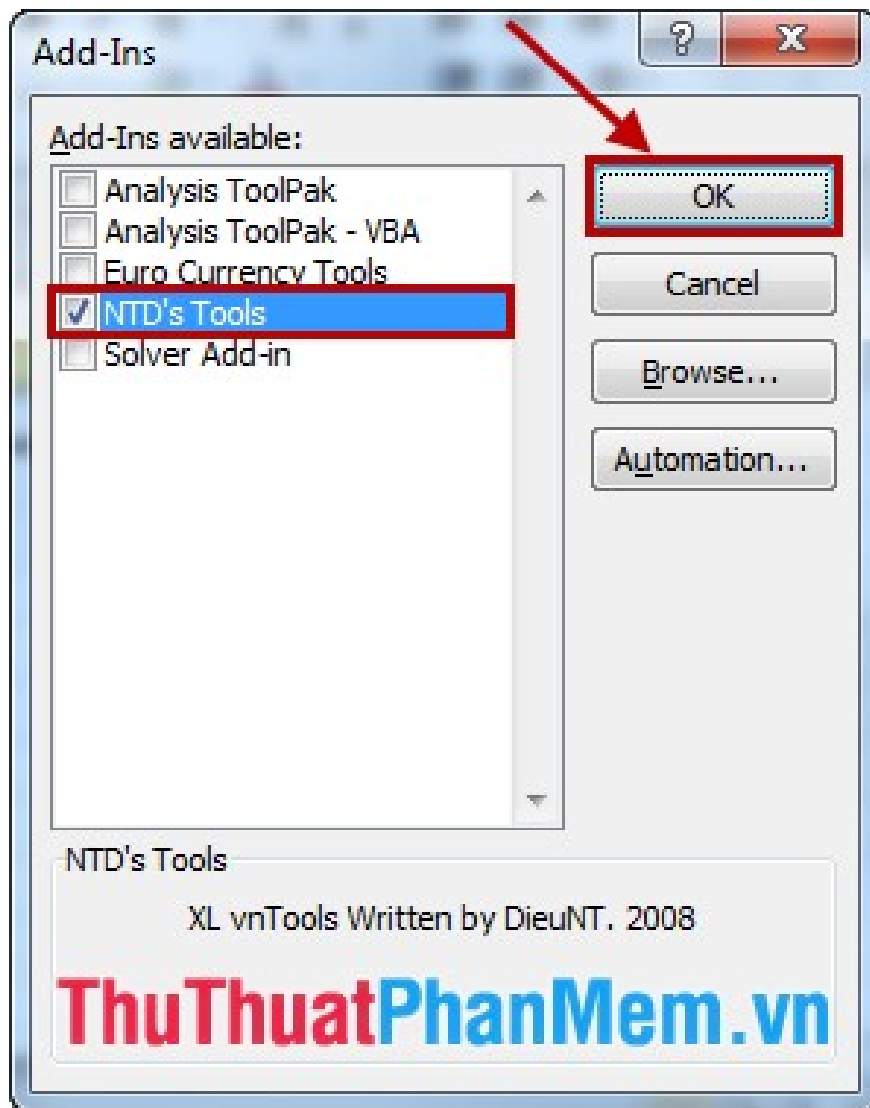 Add-Ins
Add-Ins available:
Analysis ToolPak
Analysis ToolPak - VBA
Euro Currency Tools
NTD's Tools
Solver Add-in
OK
Cancel
Browse...
Automation...
NTD's Tools
XL vnTools Written by DieuNT. 2008
ThuThuatPhanMem.vn